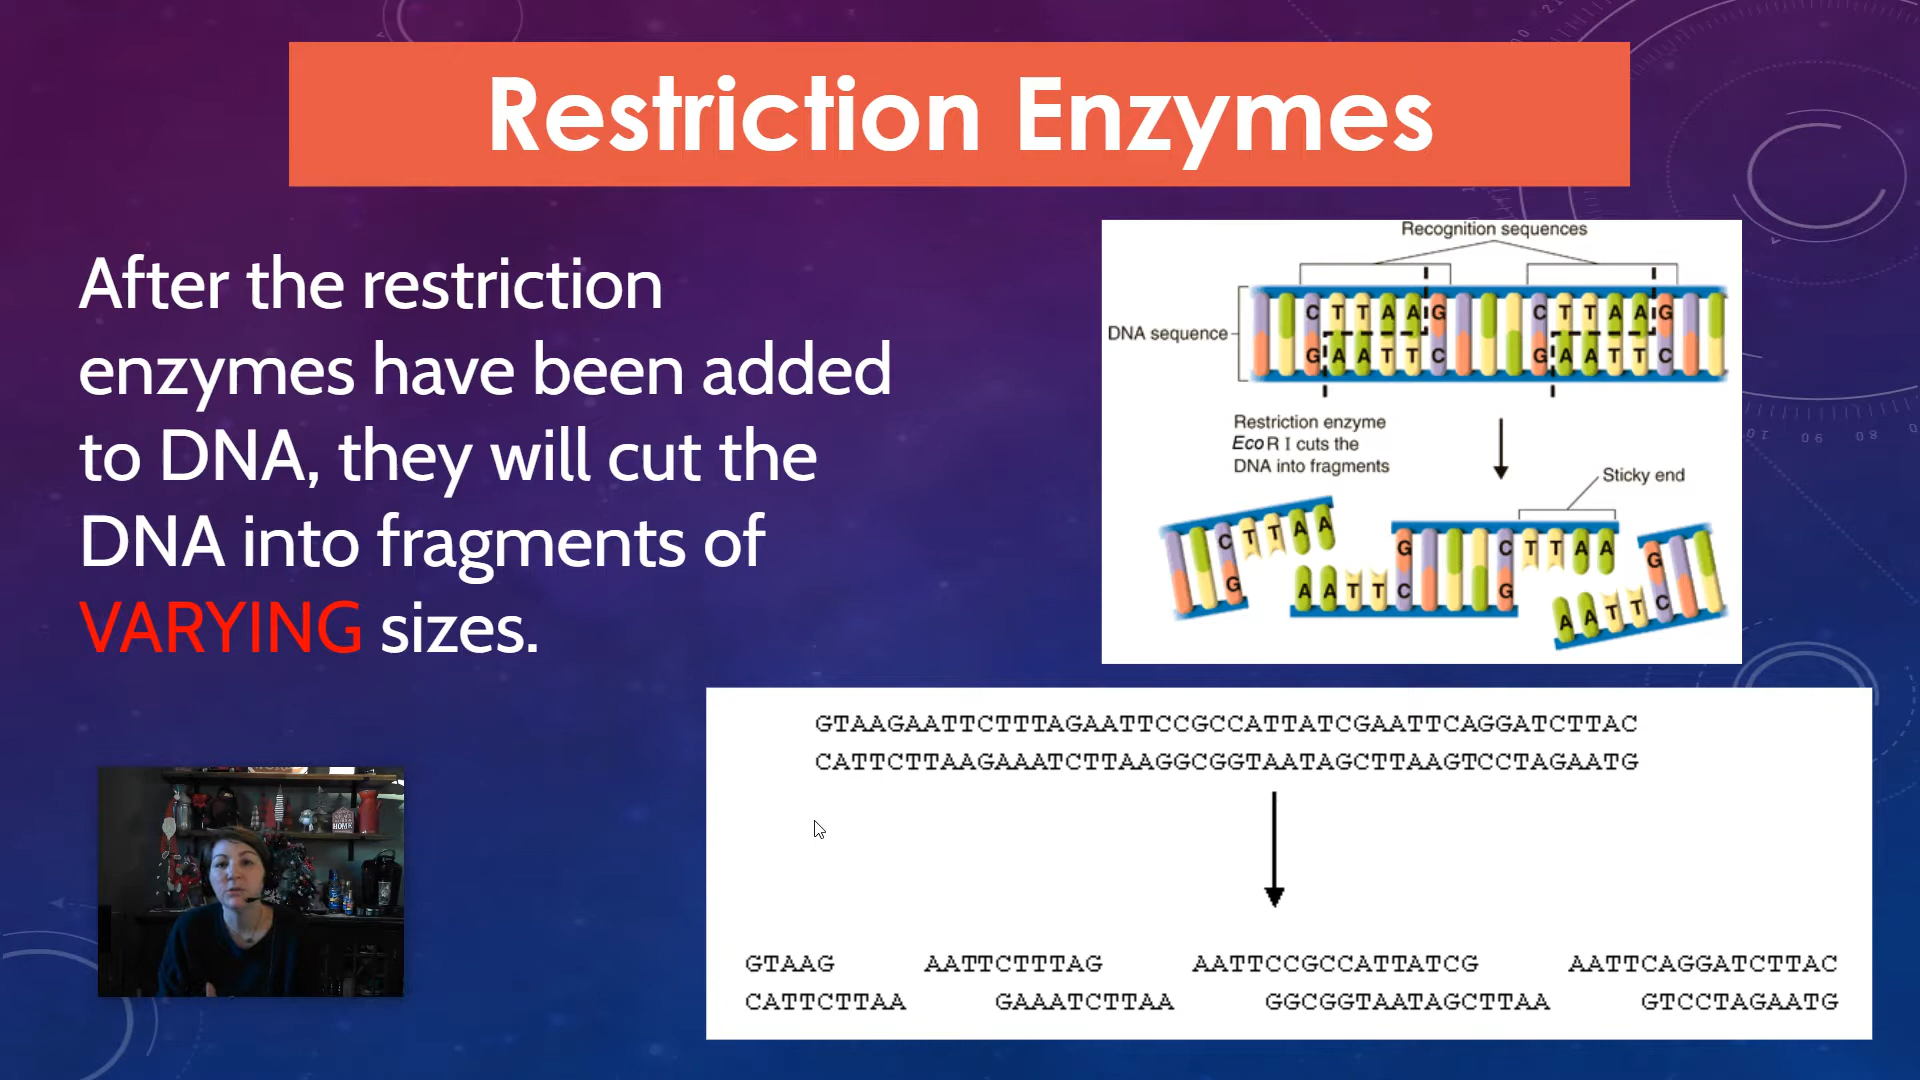 Restriction Enzymes
After the restriction
enzymes have been added
to DNA, they will cut the
DNA into fragments of
VARYING sizes.
Recognition sequences
DNA sequence
C T T A A G C T T A A G
G A A T T C G A A T T C
Restriction enzyme
EcoR I cuts the
DNA into fragments
Sticky end
C T T A A
G
G C T T A A
A A T T C G
G
A A T T C
GTAAGAATTCTTTAGAATTCCGCCATTATCGAATTCAGGATCTTAC
CATTCTTAAGAAATCTTAAGGCGGTAATAGCTTAAGTCCTAGAATG
GTAAG AATTCTTTAG AATTCCGCCATTATCG AATTCAGGATCTTAC
CATTCTTAA GAAATCTTAA GGCGGTAATAGCTTAA GTCCTAGAATG
HOME